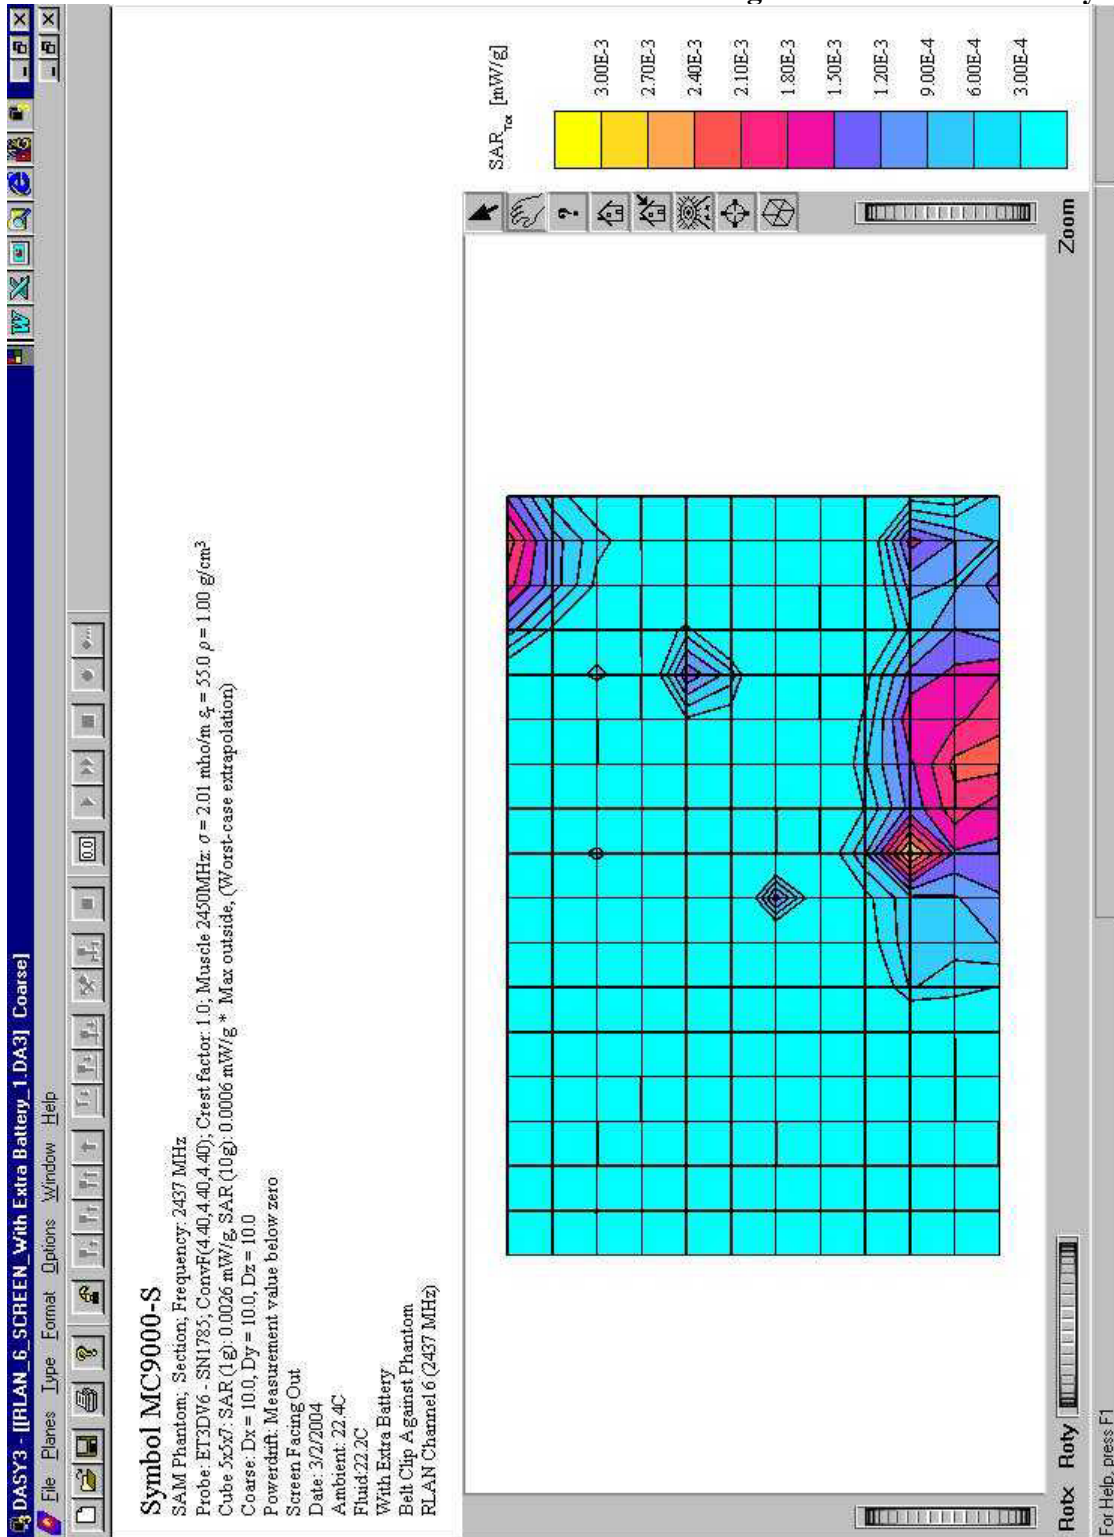 DASY3 - [[RLAN_6_SCREEN_With Extra Battery_1.DA3] Coarse]
File Planes Type Format Options Window Help
0.0
Symbol MC9000-S
SAM Phantom; Section; Frequency: 2437 MHz
Probe: ET3DV6 - SN1785; ConvF(4.40,4.40,4.40); Crest factor: 1.0; Muscle 2450MHz: σ = 2.01 mho/m εr = 55.0 ρ = 1.00 g/cm³
Cube 5x5x7: SAR (1g): 0.0026 mW/g, SAR (10g): 0.0006 mW/g * Max outside, (Worst-case extrapolation)
Coarse: Dx = 10.0, Dy = 10.0, Dz = 10.0
Powerdrift: Measurement value below zero
Screen Facing Out
Date: 3/2/2004
Ambient: 22.4C
Fluid:22.2C
With Extra Battery
Belt Clip Against Phantom
RLAN Channel 6 (2437 MHz)
SAR Tot [mW/g]
3.00E-3
2.70E-3
2.40E-3
2.10E-3
1.80E-3
1.50E-3
1.20E-3
9.00E-4
6.00E-4
3.00E-4
Rotx Roty Zoom
For Help, press F1